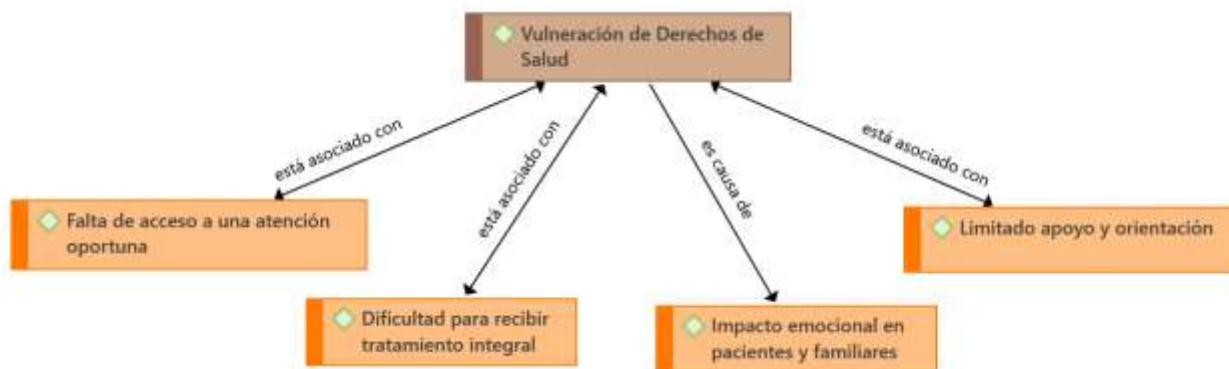 Vulneración de Derechos de
Salud
está asociado con
está asociado con
es causa de
está asociado con
Falta de acceso a una atención
oportuna
Limitado apoyo y orientación
Dificultad para recibir
tratamiento integral
Impacto emocional en
pacientes y familiares